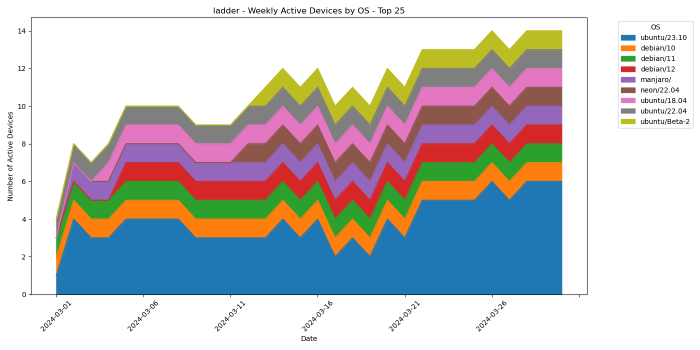 ladder - Weekly Active Devices by OS - Top 25
Number of Active Devices
14
12
10
8
6
4
2
0
2024-03-01
2024-03-06
2024-03-11
2024-03-16
2024-03-21
2024-03-26
Date
OS
ubuntu/23.10
debian/10
debian/11
debian/12
manjaro/
neon/22.04
ubuntu/18.04
ubuntu/22.04
ubuntu/Beta-2